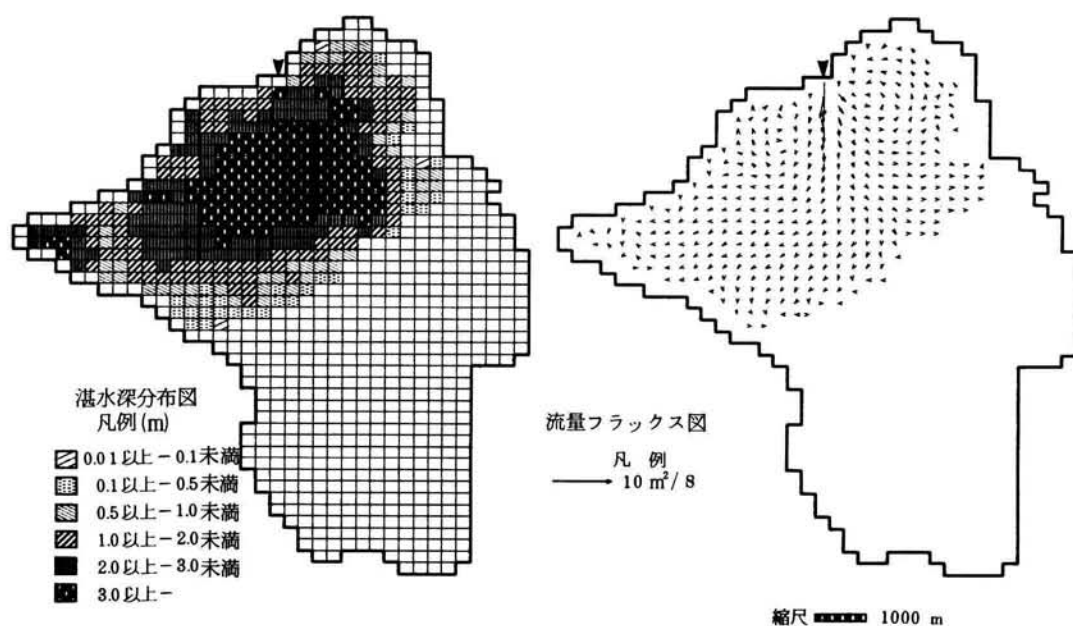 湛水深分布図
凡例(m)
0.01以上－0.1未満
0.1以上－0.5未満
0.5以上－1.0未満
1.0以上－2.0未満
2.0以上－3.0未満
3.0以上－
流量フラックス図
凡 例
10 m²/s
縮尺 1000 m